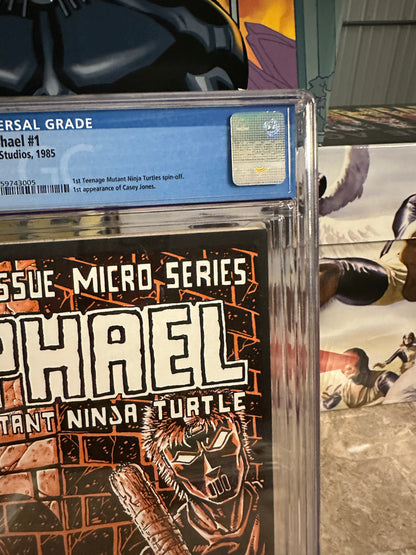 ERSAL GRADE
hael #1
Studios, 1985
59743005
1st Teenage Mutant Ninja Turtles spin-off.
1st appearance of Casey Jones.
ISSUE MICRO SERIES
PHAEL
TANT NINJA TURTLE